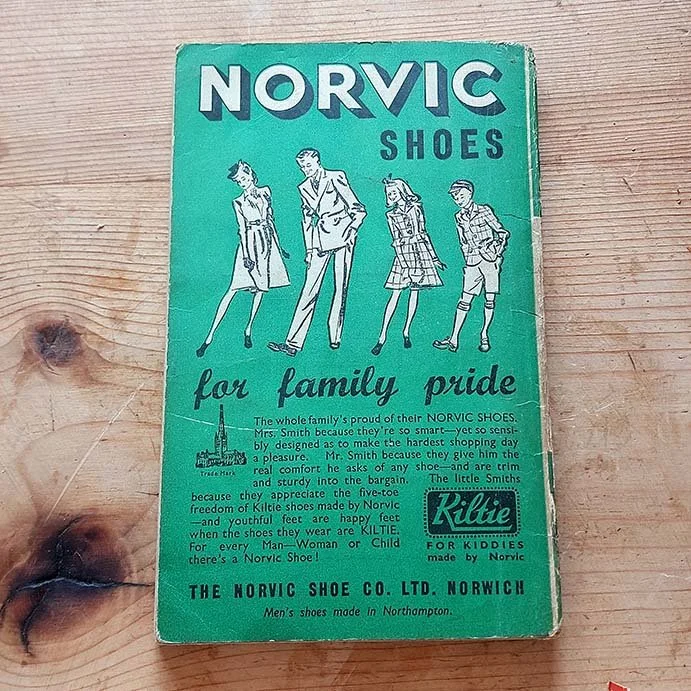 NORVIC
SHOES
for family pride
The whole family's proud of their NORVIC SHOES.
Mrs. Smith because they're so smart—yet so sensi-
bly designed as to make the hardest shopping day
a pleasure. Mr. Smith because they give him the
real comfort he asks of any shoe—and are trim
and sturdy into the bargain. The little Smiths
because they appreciate the five-toe
freedom of Kiltie shoes made by Norvic
—and youthful feet are happy feet
when the shoes they wear are KILTIE.
For every Man—Woman or Child
there's a Norvic Shoe!
Trade Mark
Kiltie
FOR KIDDIES
made by Norvic
THE NORVIC SHOE CO. LTD. NORWICH
Men's shoes made in Northampton.